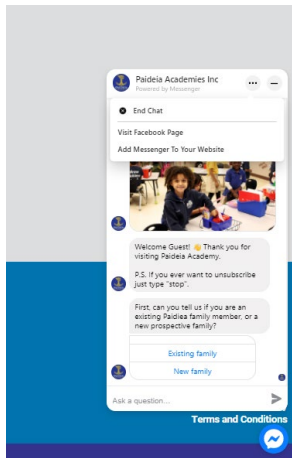 Paideia Academies Inc
Powered by Messenger
End Chat
Visit Facebook Page
Add Messenger To Your Website
Welcome Guest! 👋 Thank you for
visiting Paideia Academy.
P.S. If you ever want to unsubscribe
just type "stop".
First, can you tell us if you are an
existing Paidiea family member, or a
new prospective family?
Existing family
New family
Ask a question...
Terms and Conditions